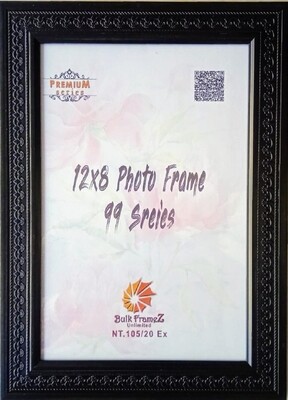 PREMIUM
series
12x8 Photo Frame
99 Sreies
Bulk FrameZ
Unlimited
NT.105/20 Ex